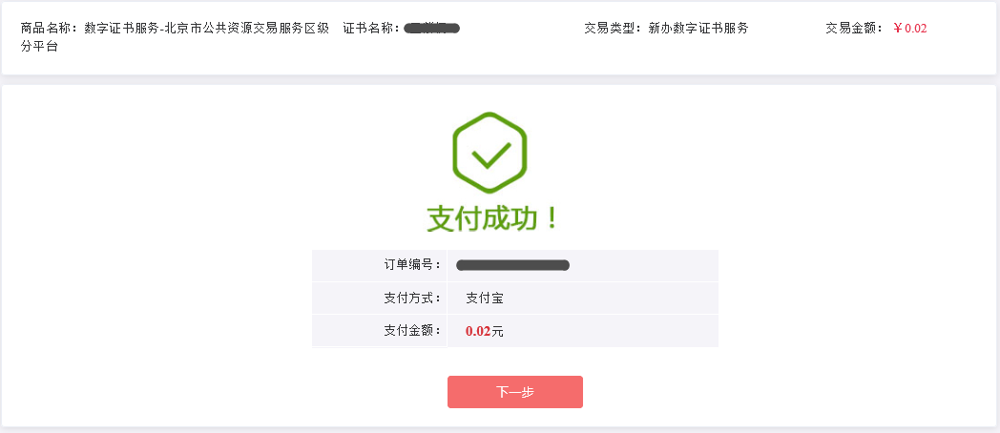 商品名称：数字证书服务-北京市公共资源交易服务区级分平台
证书名称：
交易类型：新办数字证书服务
交易金额：￥0.02
支付成功！
订单编号：
支付方式：支付宝
支付金额：0.02元
下一步